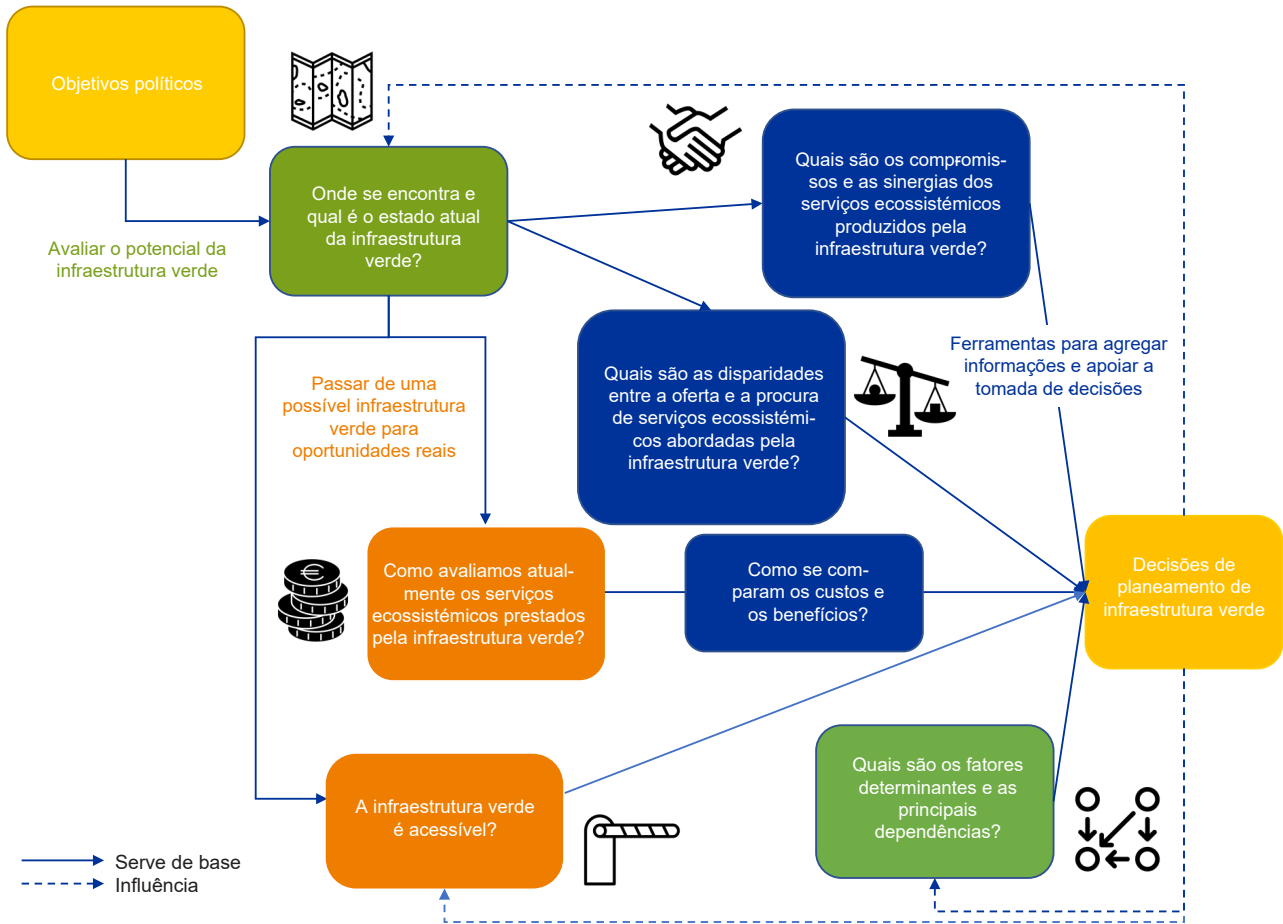 Objetivos políticos
Avaliar o potencial da
infraestrutura verde
Onde se encontra e
qual é o estado atual
da infraestrutura
verde?
Quais são os compromis-
sos e as sinergias dos
serviços ecossistémicos
produzidos pela
infraestrutura verde?
Quais são as disparidades
entre a oferta e a procura
de serviços ecossistémi-
cos abordadas pela
infraestrutura verde?
Ferramentas para agregar
informações e apoiar a
tomada de decisões
Passar de uma
possível infraestrutura
verde para
oportunidades reais
Como avaliamos atual-
mente os serviços
ecossistémicos prestados
pela infraestrutura verde?
€
Como se com-
param os custos e
os benefícios?
Decisões de
planeamento de
infraestrutura verde
A infraestrutura verde
é acessível?
Quais são os fatores
determinantes e as
principais
dependências?
Serve de base
Influência